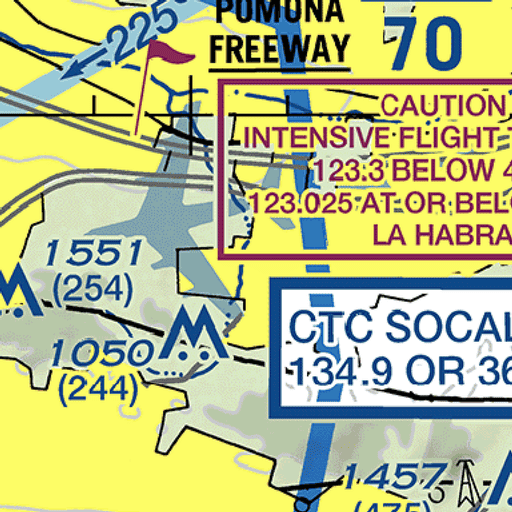 POMONA
FREEWAY
225°
70
CAUTION
INTENSIVE FLIGHT
123.3 BELOW 4
123.025 AT OR BEL
LA HABRA
1551
(254)
1050
(244)
CTC SOCAL
134.9 OR 36
1457
(475)